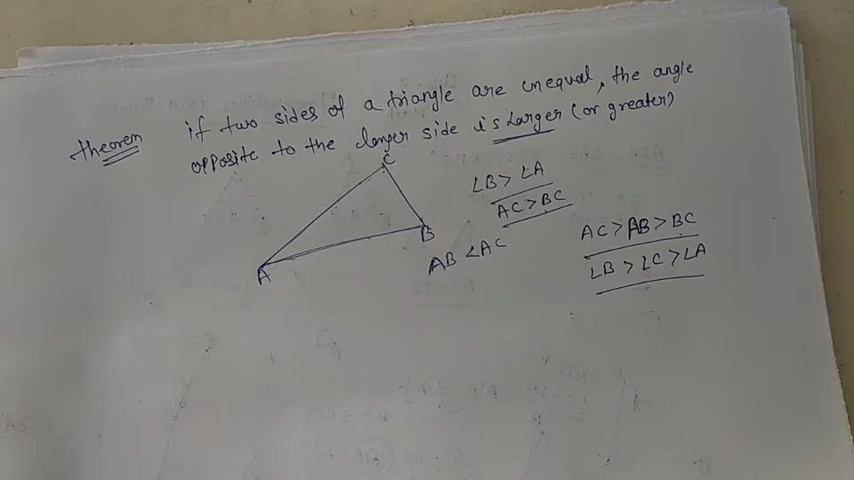 theorem if two sides of a triangle are unequal, the angle
opposite to the longer side is larger (or greater)
C
∠B > ∠A
AC > BC
B
AB < AC
A
AC > AB > BC
∠B > ∠C > ∠A